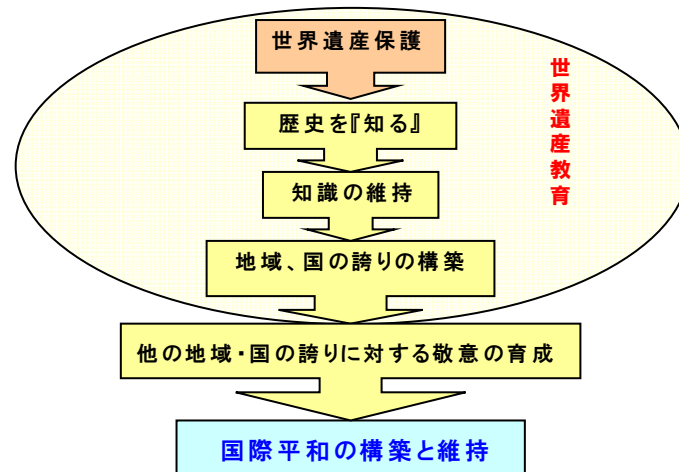 世界遺産保護
世界遺産教育
歴史を『知る』
知識の維持
地域、国の誇りの構築
他の地域・国の誇りに対する敬意の育成
国際平和の構築と維持